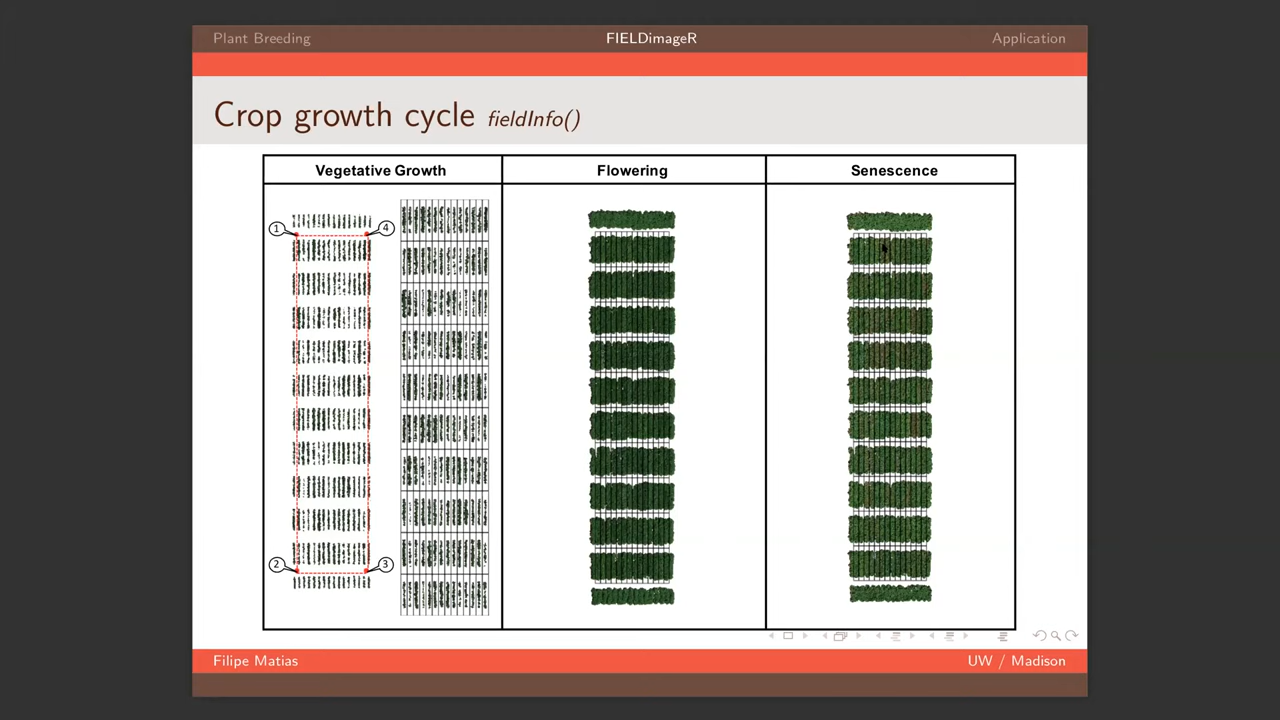 Plant Breeding
FIELDimageR
Application
Crop growth cycle fieldInfo()
Vegetative Growth
Flowering
Senescence
1
4
2
3
Filipe Matias
UW / Madison